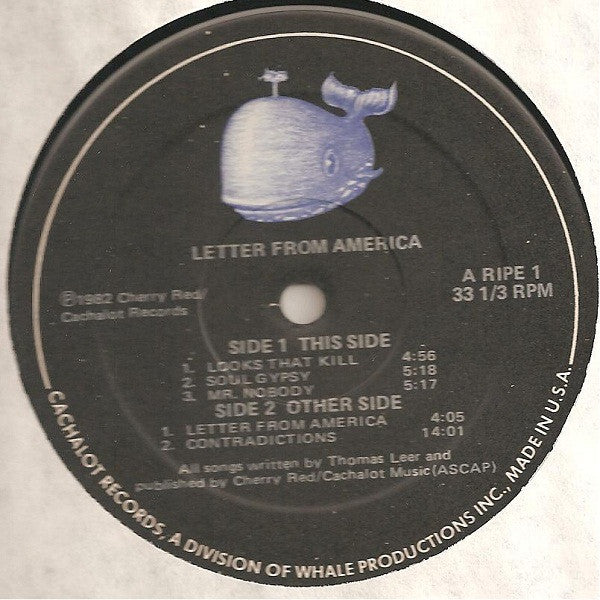 LETTER FROM AMERICA
A RIPE 1
33 1/3 RPM
℗1982 Cherry Red/
Cachalot Records
SIDE 1 THIS SIDE
1. LOOKS THAT KILL 4:56
2. SOUL GYPSY 5:18
3. MR. NOBODY 5:17
SIDE 2 OTHER SIDE
1. LETTER FROM AMERICA 4:05
2. CONTRADICTIONS 14:01
All songs written by Thomas Leer and
published by Cherry Red/Cachalot Music(ASCAP)
CACHALOT RECORDS, A DIVISION OF WHALE PRODUCTIONS INC., MADE IN U.S.A.